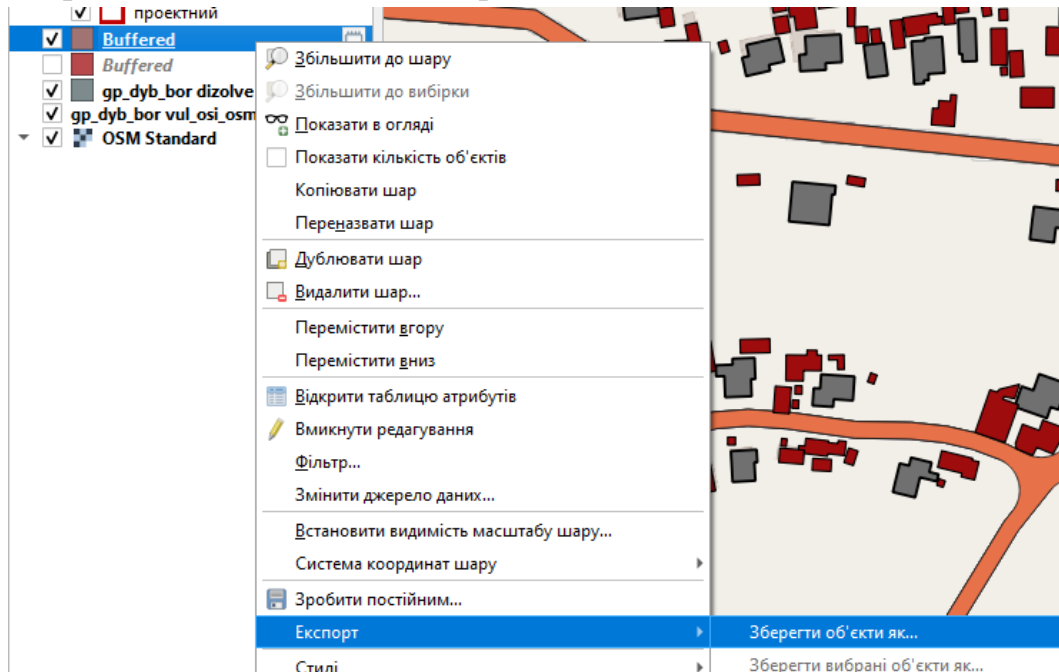 проектний
Buffered
Buffered
gp_dyb_bor dizolve
gp_dyb_bor vul_osi_osm
OSM Standard
Збільшити до шару
Збільшити до вибірки
Показати в огляді
Показати кількість об'єктів
Копіювати шар
Переназвати шар
Дублювати шар
Видалити шар...
Перемістити вгору
Перемістити вниз
Відкрити таблицю атрибутів
Вмикнути редагування
Фільтр...
Змінити джерело даних...
Встановити видимість масштабу шару...
Система координат шару
Зробити постійним...
Експорт
Зберегти об'єкти як...
Стилі
Зберегти вибрані об'єкти як...